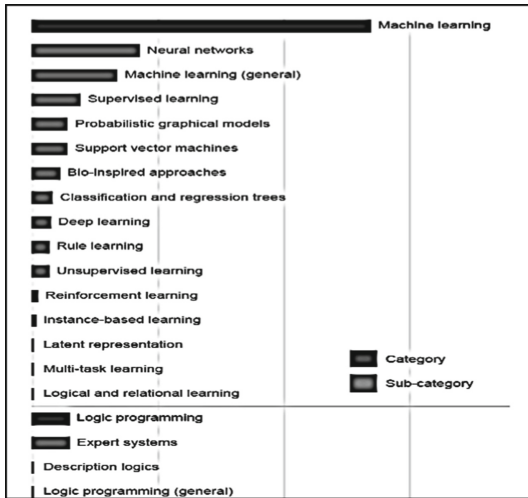 Machine learning
Neural networks
Machine learning (general)
Supervised learning
Probabilistic graphical models
Support vector machines
Bio-inspired approaches
Classification and regression trees
Deep learning
Rule learning
Unsupervised learning
Reinforcement learning
Instance-based learning
Latent representation
Multi-task learning
Logical and relational learning
Category
Sub-category
Logic programming
Expert systems
Description logics
Logic programming (general)